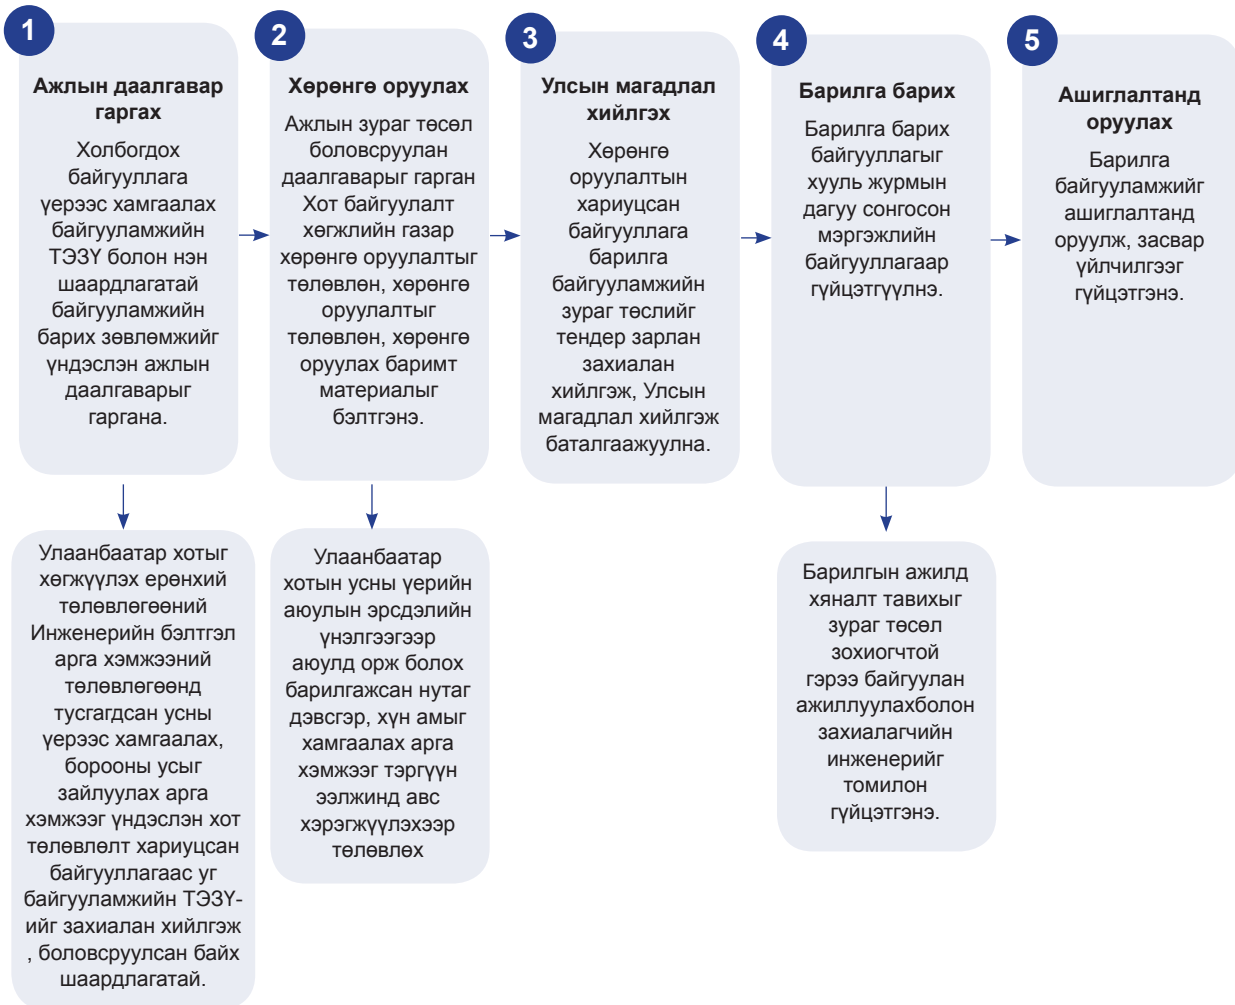 1
Ажлын даалгавар
гаргах
Холбогдох
байгууллага
үерээс хамгаалах
байгууламжийн
ТЭЗҮ болон нэн
шаардлагатай
байгууламжийн
барих зөвлөмжийг
үндэслэн ажлын
даалгаварыг
гаргана.
2
Хөрөнгө оруулах
Ажлын зураг төсөл
боловсруулан
даалгаварыг гарган
Хот байгуулалт
хөгжлийн газар
хөрөнгө оруулалтыг
төлөвлөн, хөрөнгө
оруулалтыг
төлөвлөн, хөрөнгө
оруулах баримт
материалыг
бэлтгэнэ.
3
Улсын магадлал
хийлгэх
Хөрөнгө
оруулалтын
хариуцсан
байгууллага
барилга
байгууламжийн
зураг төслийг
тендер зарлан
захиалан
хийлгэж, Улсын
магадлал хийлгэж
баталгаажуулна.
4
Барилга барих
Барилга барих
байгууллагыг
хууль журмын
дагуу сонгосон
мэргэжлийн
байгууллагаар
гүйцэтгүүлнэ.
5
Ашиглалтанд
оруулах
Барилга
байгууламжийг
ашиглалтанд
оруулж, засвар
үйлчилгээг
гүйцэтгэнэ.
Улаанбаатар хотыг
хөгжүүлэх ерөнхий
төлөвлөгөөний
Инженерийн бэлтгэл
арга хэмжээний
төлөвлөгөөнд
тусгагдсан усны
үерээс хамгаалах,
борооны усыг
зайлуулах арга
хэмжээг үндэслэн хот
төлөвлөлт хариуцсан
байгууллагаас уг
байгууламжийн ТЭЗҮ-
ийг захиалан хийлгэж
, боловсруулсан байх
шаардлагатай.
Улаанбаатар
хотын усны үерийн
аюулын эрсдэлийн
үнэлгээгээр
аюулд орж болох
барилгажсан нутаг
дэвсгэр, хүн амыг
хамгаалах арга
хэмжээг тэргүүн
ээлжинд авс
хэрэгжүүлэхээр
төлөвлөх
Барилгын ажилд
хяналт тавихыг
зураг төсөл
зохиогчтой
гэрээ байгуулан
ажиллуулахболон
захиалагчийн
инженерийг
томилон
гүйцэтгэнэ.